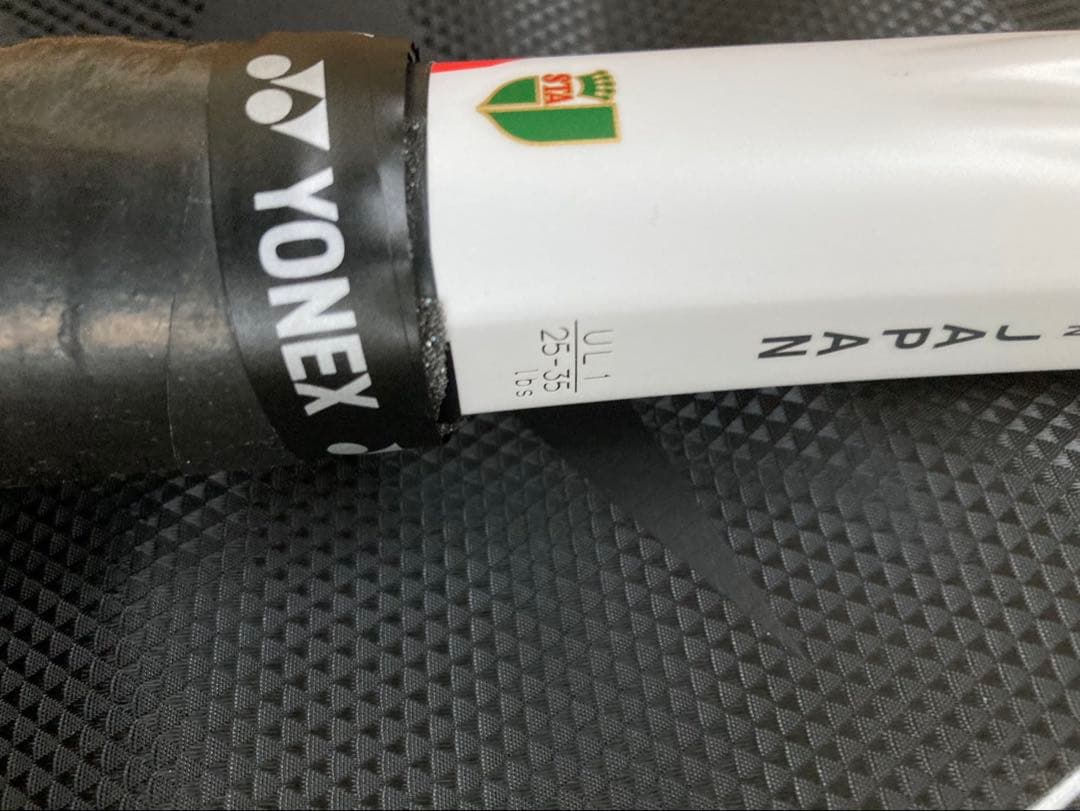 YONEX
STA
UL1
25-35
lbs
N JAPAN